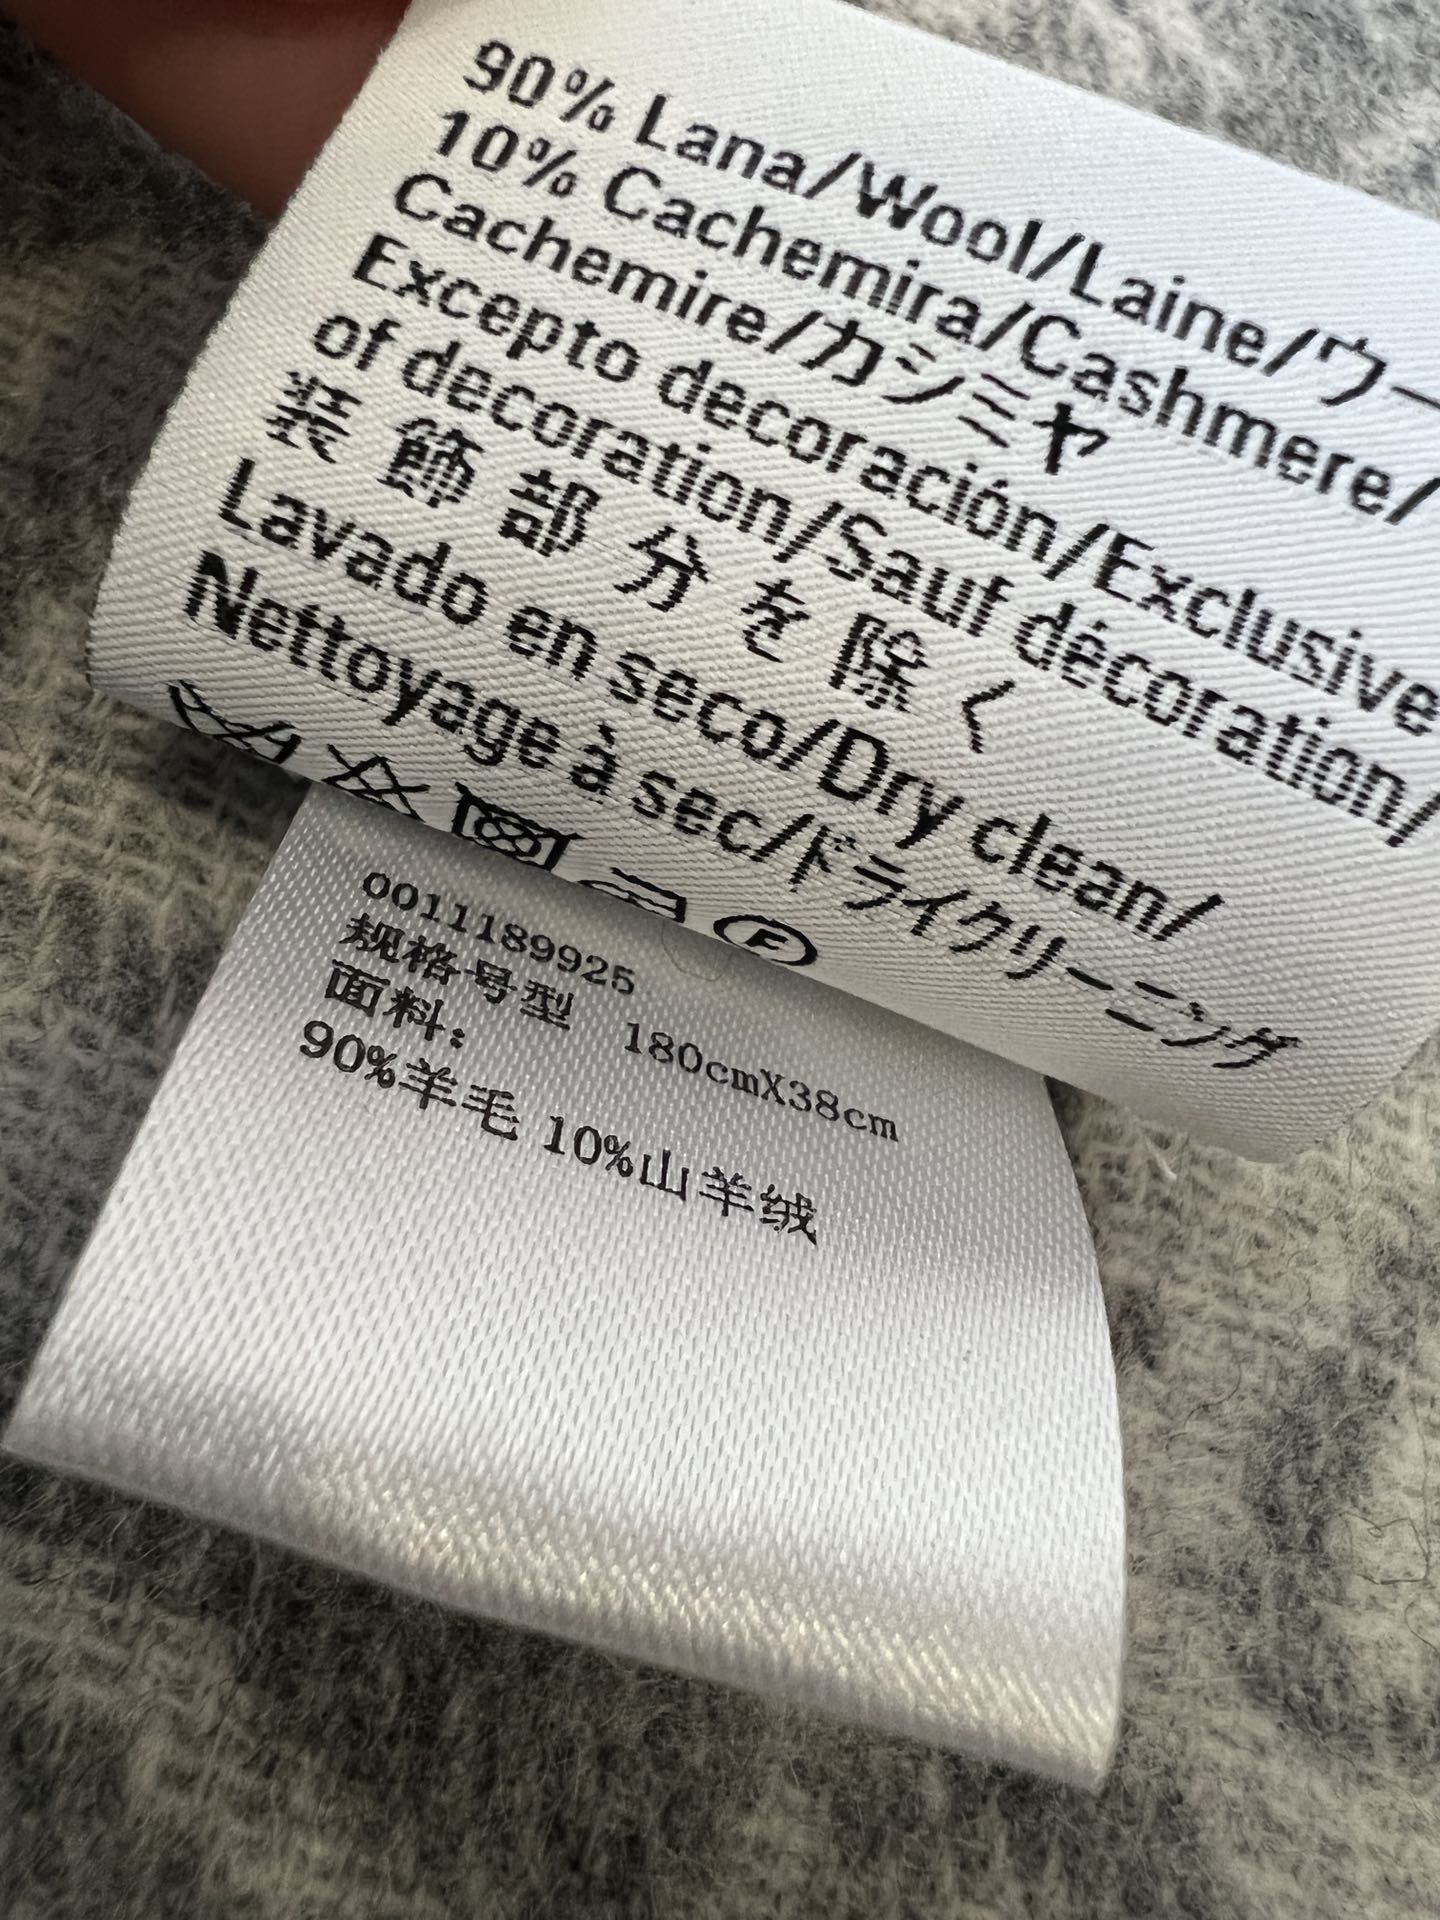 90% Lana/Wool/Laine/ウー
10% Cachemira/Cashmere/
Cachemire/カシミヤ
Excepto decoración/Exclusive
of decoration/Sauf décoration/
装飾部分を除く
Lavado en seco/Dry clean/
Nettoyage à sec/ドライクリーニング
F
0011189925
规格号型 180cmX38cm
面料:
90%羊毛 10%山羊绒